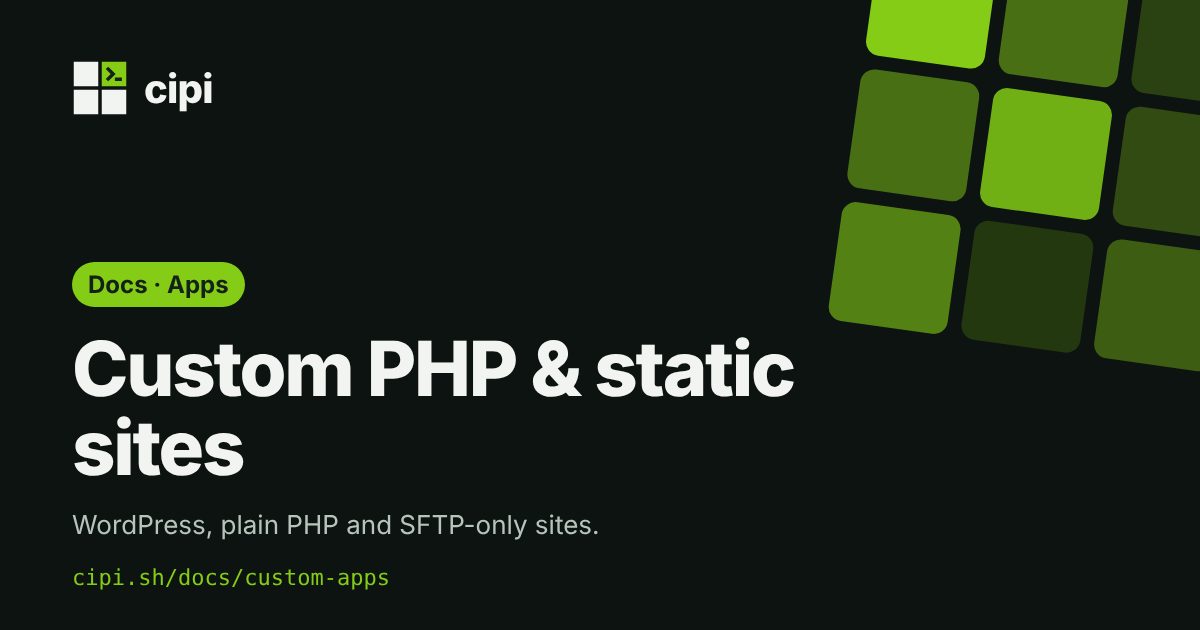 cipi
Docs · Apps
Custom PHP & static
sites
WordPress, plain PHP and SFTP-only sites.
cipi.sh/docs/custom-apps